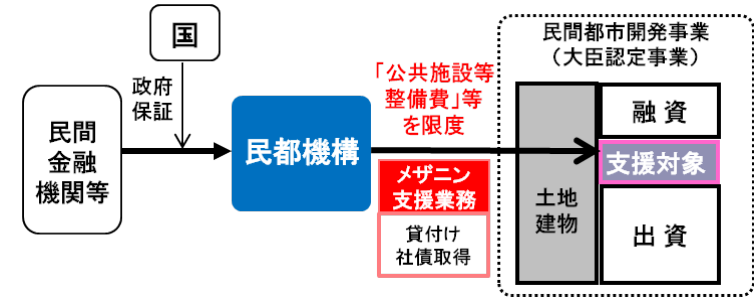 国
政府
保証
民間
金融
機関等
民都機構
「公共施設等
整備費」等
を限度
メザニン
支援業務
貸付け
社債取得
民間都市開発事業
（大臣認定事業）
土地
建物
融 資
支援対象
出 資